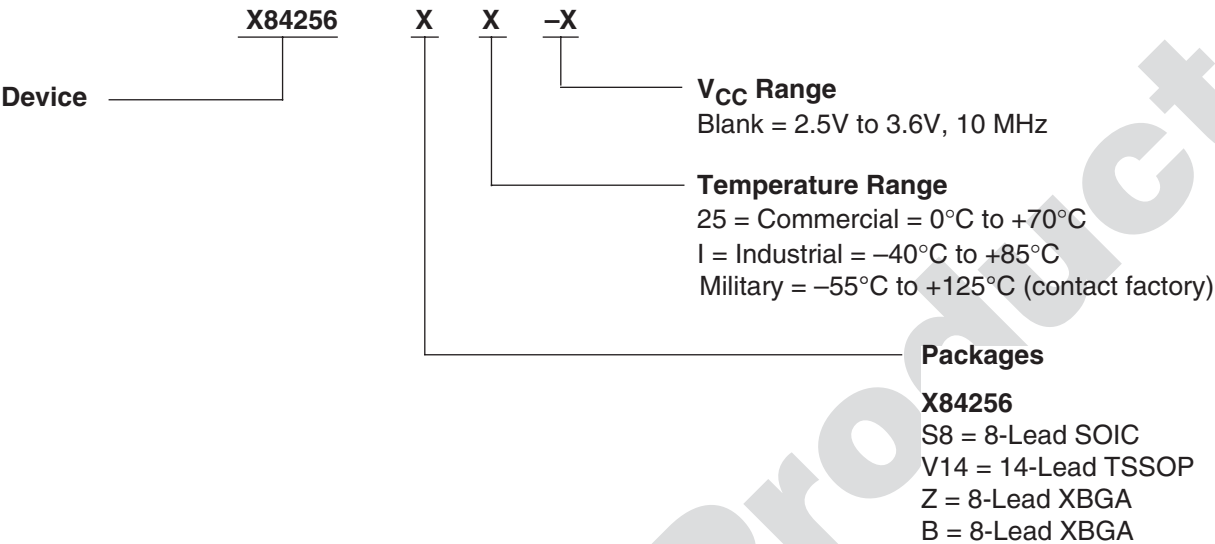 X84256 X X –X
Device
VCC Range
Blank = 2.5V to 3.6V, 10 MHz
Temperature Range
25 = Commercial = 0°C to +70°C
I = Industrial = –40°C to +85°C
Military = –55°C to +125°C (contact factory)
Packages
X84256
S8 = 8-Lead SOIC
V14 = 14-Lead TSSOP
Z = 8-Lead XBGA
B = 8-Lead XBGA
Product